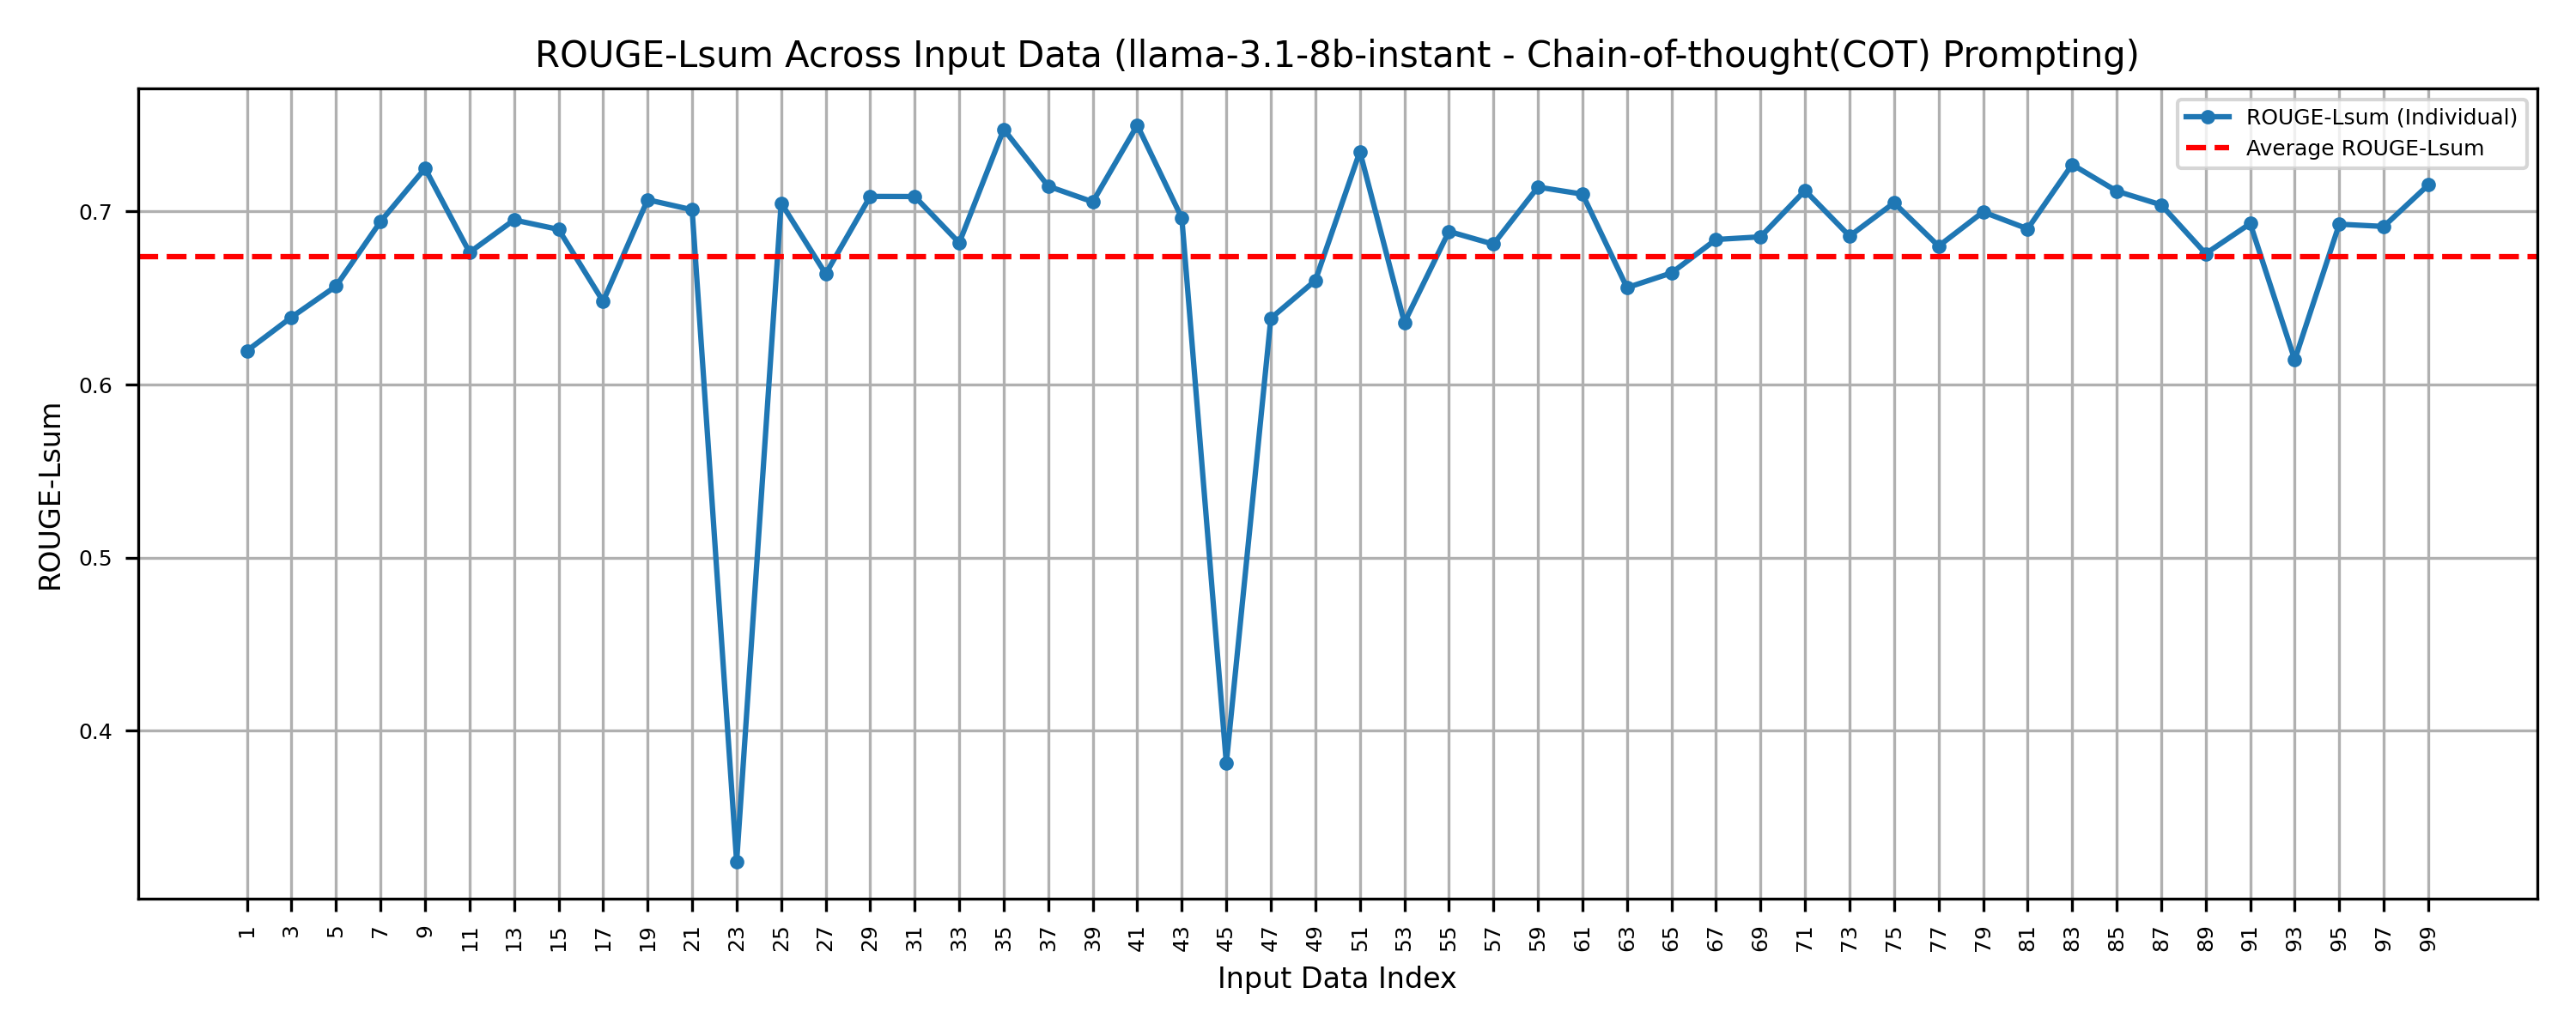 ROUGE-Lsum Across Input Data (llama-3.1-8b-instant - Chain-of-thought(COT) Prompting)
ROUGE-Lsum (Individual)
Average ROUGE-Lsum
0.7
0.6
0.5
0.4
ROUGE-Lsum
1 3 5 7 9 11 13 15 17 19 21 23 25 27 29 31 33 35 37 39 41 43 45 47 49 51 53 55 57 59 61 63 65 67 69 71 73 75 77 79 81 83 85 87 89 91 93 95 97 99
Input Data Index